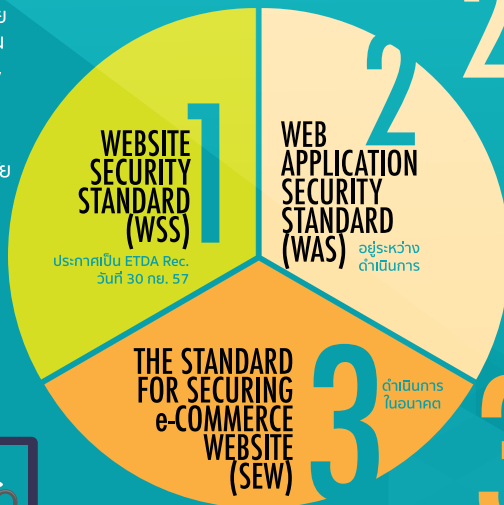 1
WEBSITE
SECURITY
STANDARD
(WSS)
ประกาศเป็น ETDA Rec.
วันที่ 30 กย. 57
2
WEB
APPLICATION
SECURITY
STANDARD
(WAS)
อยู่ระหว่าง
ดำเนินการ
3
THE STANDARD
FOR SECURING
e-COMMERCE
WEBSITE
(SEW)
ดำเนินการ
ในอนาคต